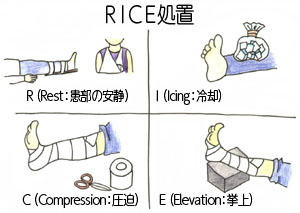 RICE処置
R (Rest：患部の安静)
I (Icing：冷却)
C (Compression：圧迫)
E (Elevation：挙上)